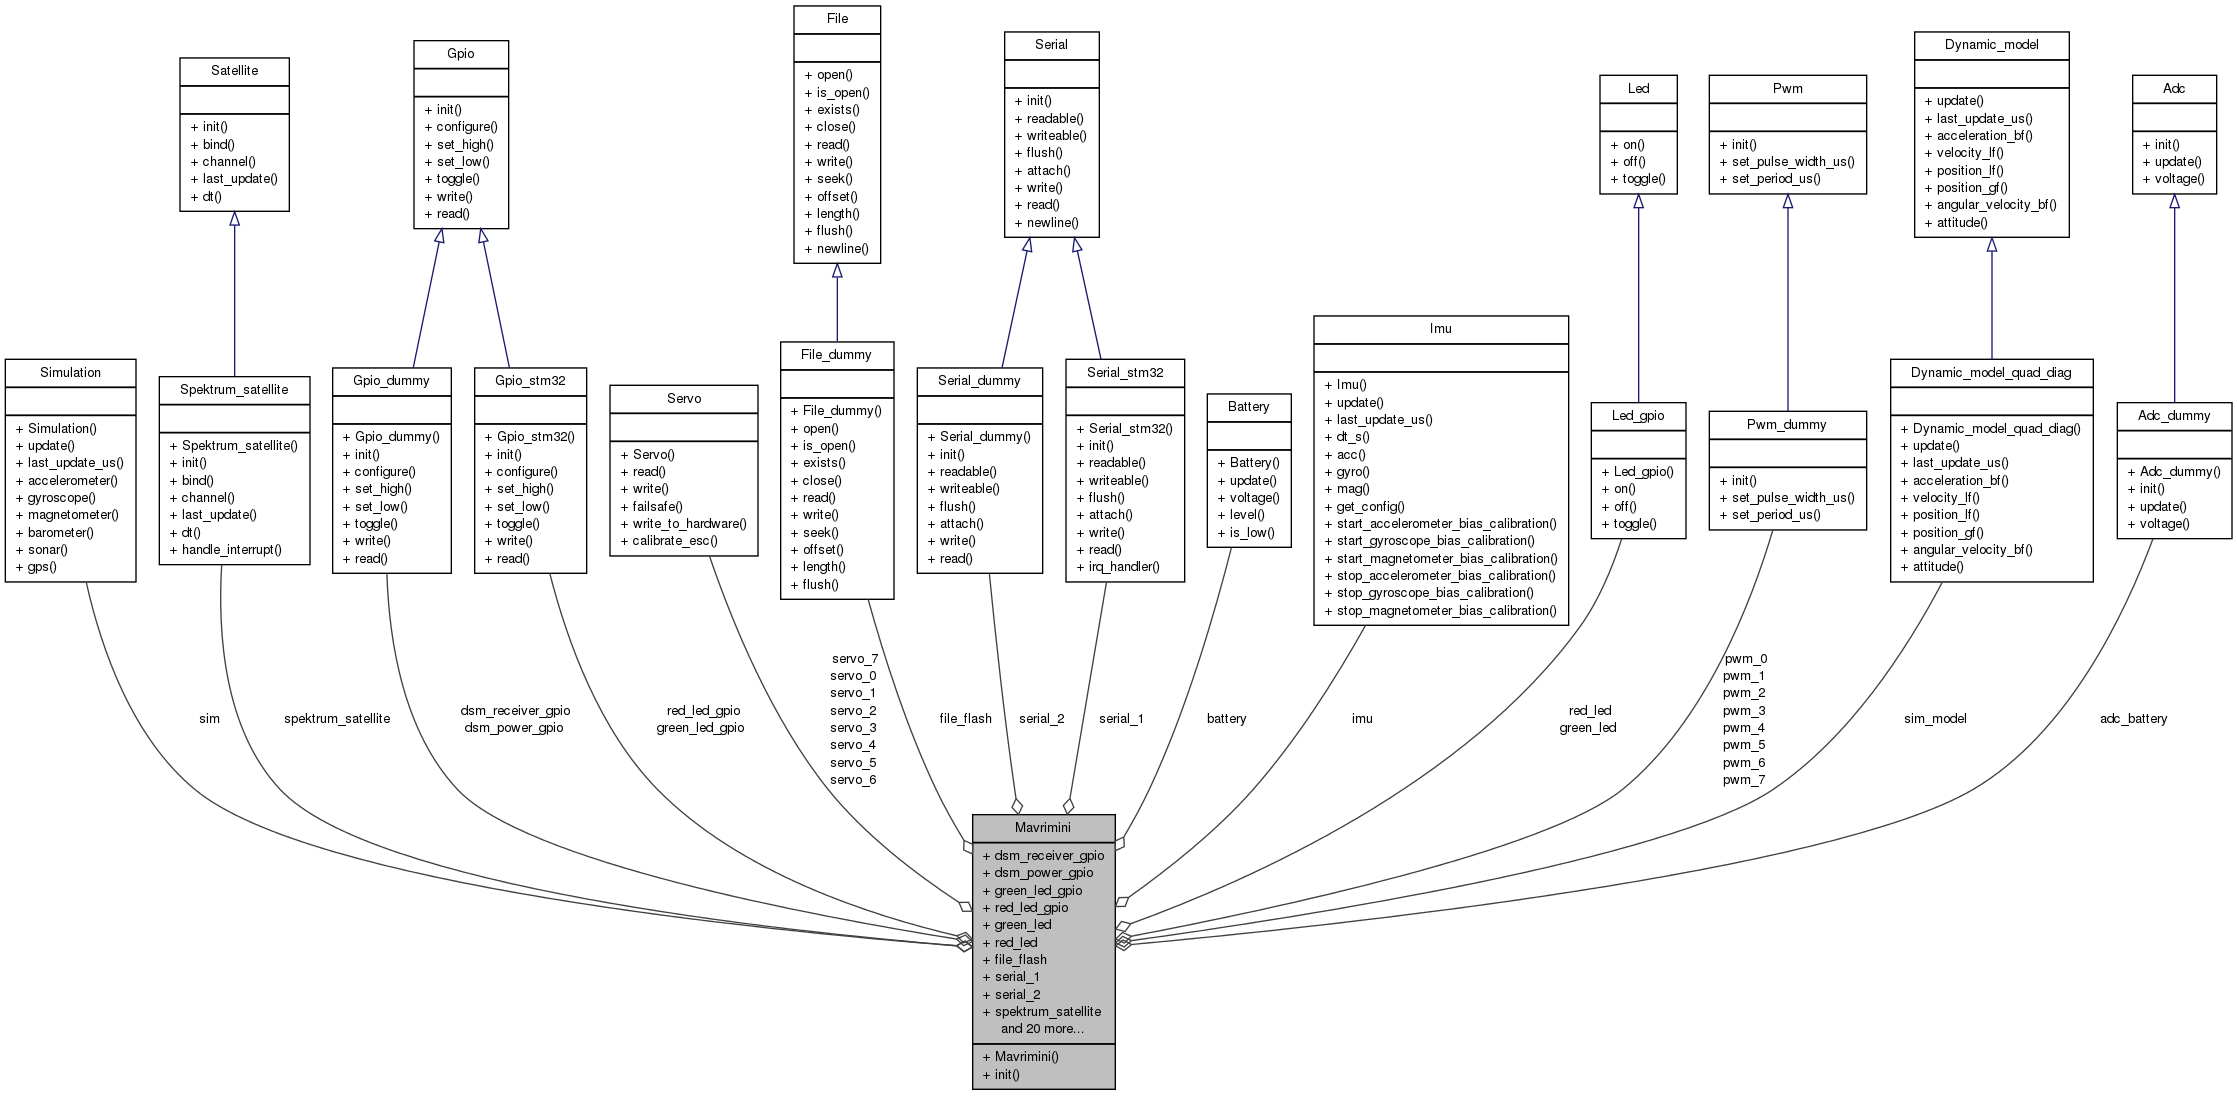 Satellite
+ init()
+ bind()
+ channel()
+ last_update()
+ dt()
Gpio
+ init()
+ configure()
+ set_high()
+ set_low()
+ toggle()
+ write()
+ read()
File
+ open()
+ is_open()
+ exists()
+ close()
+ read()
+ write()
+ seek()
+ offset()
+ length()
+ flush()
+ newline()
Serial
+ init()
+ readable()
+ writeable()
+ flush()
+ attach()
+ write()
+ read()
+ newline()
Led
+ on()
+ off()
+ toggle()
Pwm
+ init()
+ set_pulse_width_us()
+ set_period_us()
Dynamic_model
+ update()
+ last_update_us()
+ acceleration_bf()
+ velocity_lf()
+ position_lf()
+ position_gf()
+ angular_velocity_bf()
+ attitude()
Adc
+ init()
+ update()
+ voltage()
Simulation
+ Simulation()
+ update()
+ last_update_us()
+ accelerometer()
+ gyroscope()
+ magnetometer()
+ barometer()
+ sonar()
+ gps()
Spektrum_satellite
+ Spektrum_satellite()
+ init()
+ bind()
+ channel()
+ last_update()
+ dt()
+ handle_interrupt()
Gpio_dummy
+ Gpio_dummy()
+ init()
+ configure()
+ set_high()
+ set_low()
+ toggle()
+ write()
+ read()
Gpio_stm32
+ Gpio_stm32()
+ init()
+ configure()
+ set_high()
+ set_low()
+ toggle()
+ write()
+ read()
Servo
+ Servo()
+ read()
+ write()
+ failsafe()
+ write_to_hardware()
+ calibrate_esc()
File_dummy
+ File_dummy()
+ open()
+ is_open()
+ exists()
+ close()
+ read()
+ write()
+ seek()
+ offset()
+ length()
+ flush()
Serial_dummy
+ Serial_dummy()
+ init()
+ readable()
+ writeable()
+ flush()
+ attach()
+ write()
+ read()
Serial_stm32
+ Serial_stm32()
+ init()
+ readable()
+ writeable()
+ flush()
+ attach()
+ write()
+ read()
+ irq_handler()
Battery
+ Battery()
+ update()
+ voltage()
+ level()
+ is_low()
Imu
+ Imu()
+ update()
+ last_update_us()
+ dt_s()
+ acc()
+ gyro()
+ mag()
+ get_config()
+ start_accelerometer_bias_calibration()
+ start_gyroscope_bias_calibration()
+ start_magnetometer_bias_calibration()
+ stop_accelerometer_bias_calibration()
+ stop_gyroscope_bias_calibration()
+ stop_magnetometer_bias_calibration()
Led_gpio
+ Led_gpio()
+ on()
+ off()
+ toggle()
Pwm_dummy
+ init()
+ set_pulse_width_us()
+ set_period_us()
Dynamic_model_quad_diag
+ Dynamic_model_quad_diag()
+ update()
+ last_update_us()
+ acceleration_bf()
+ velocity_lf()
+ position_lf()
+ position_gf()
+ angular_velocity_bf()
+ attitude()
Adc_dummy
+ Adc_dummy()
+ init()
+ update()
+ voltage()
sim
spektrum_satellite
dsm_receiver_gpio
dsm_power_gpio
red_led_gpio
green_led_gpio
servo_7
servo_0
servo_1
servo_2
servo_3
servo_4
servo_5
servo_6
file_flash
serial_2
serial_1
battery
imu
red_led
green_led
pwm_0
pwm_1
pwm_2
pwm_3
pwm_4
pwm_5
pwm_6
pwm_7
sim_model
adc_battery
Mavrimini
+ dsm_receiver_gpio
+ dsm_power_gpio
+ green_led_gpio
+ red_led_gpio
+ green_led
+ red_led
+ file_flash
+ serial_1
+ serial_2
+ spektrum_satellite
and 20 more...
+ Mavrimini()
+ init()